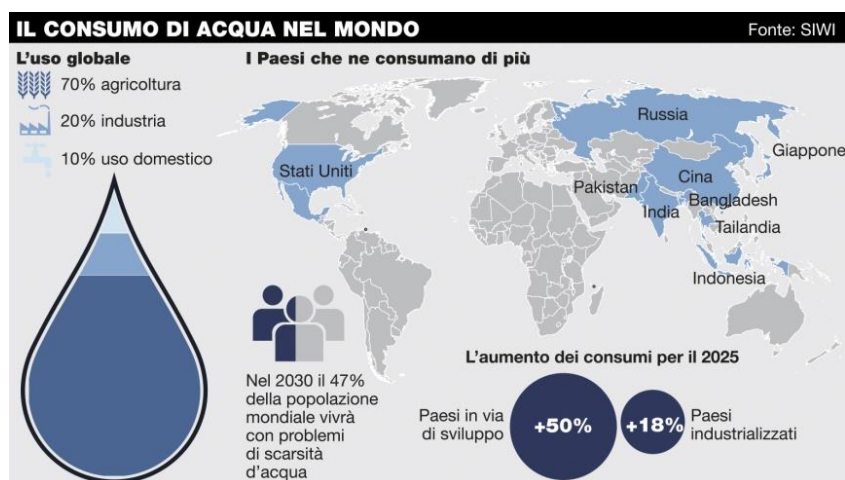 IL CONSUMO DI ACQUA NEL MONDO
Fonte: SIWI
L'uso globale
70% agricoltura
20% industria
10% uso domestico
I Paesi che ne consumano di più
Russia
Giappone
Stati Uniti
Cina
Pakistan
Bangladesh
India
Tailandia
Indonesia
Nel 2030 il 47%
della popolazione
mondiale vivrà
con problemi
di scarsità
d'acqua
L'aumento dei consumi per il 2025
Paesi in via
di sviluppo
+50%
+18%
Paesi
industrializzati